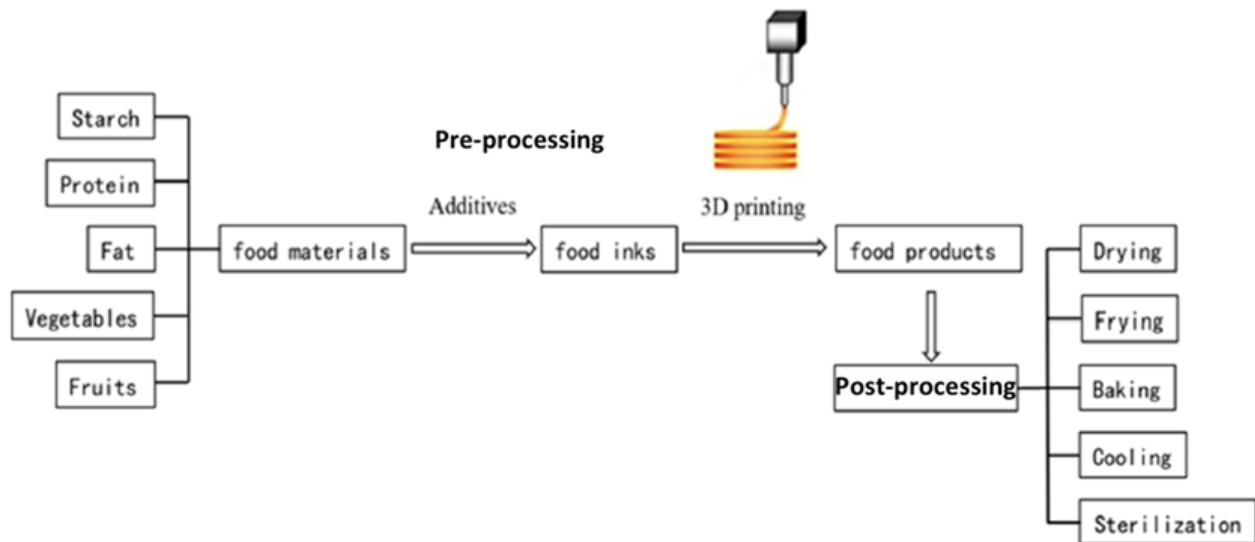 Starch
Protein
Fat
Vegetables
Fruits
food materials
Pre-processing
Additives
food inks
3D printing
food products
Post-processing
Drying
Frying
Baking
Cooling
Sterilization